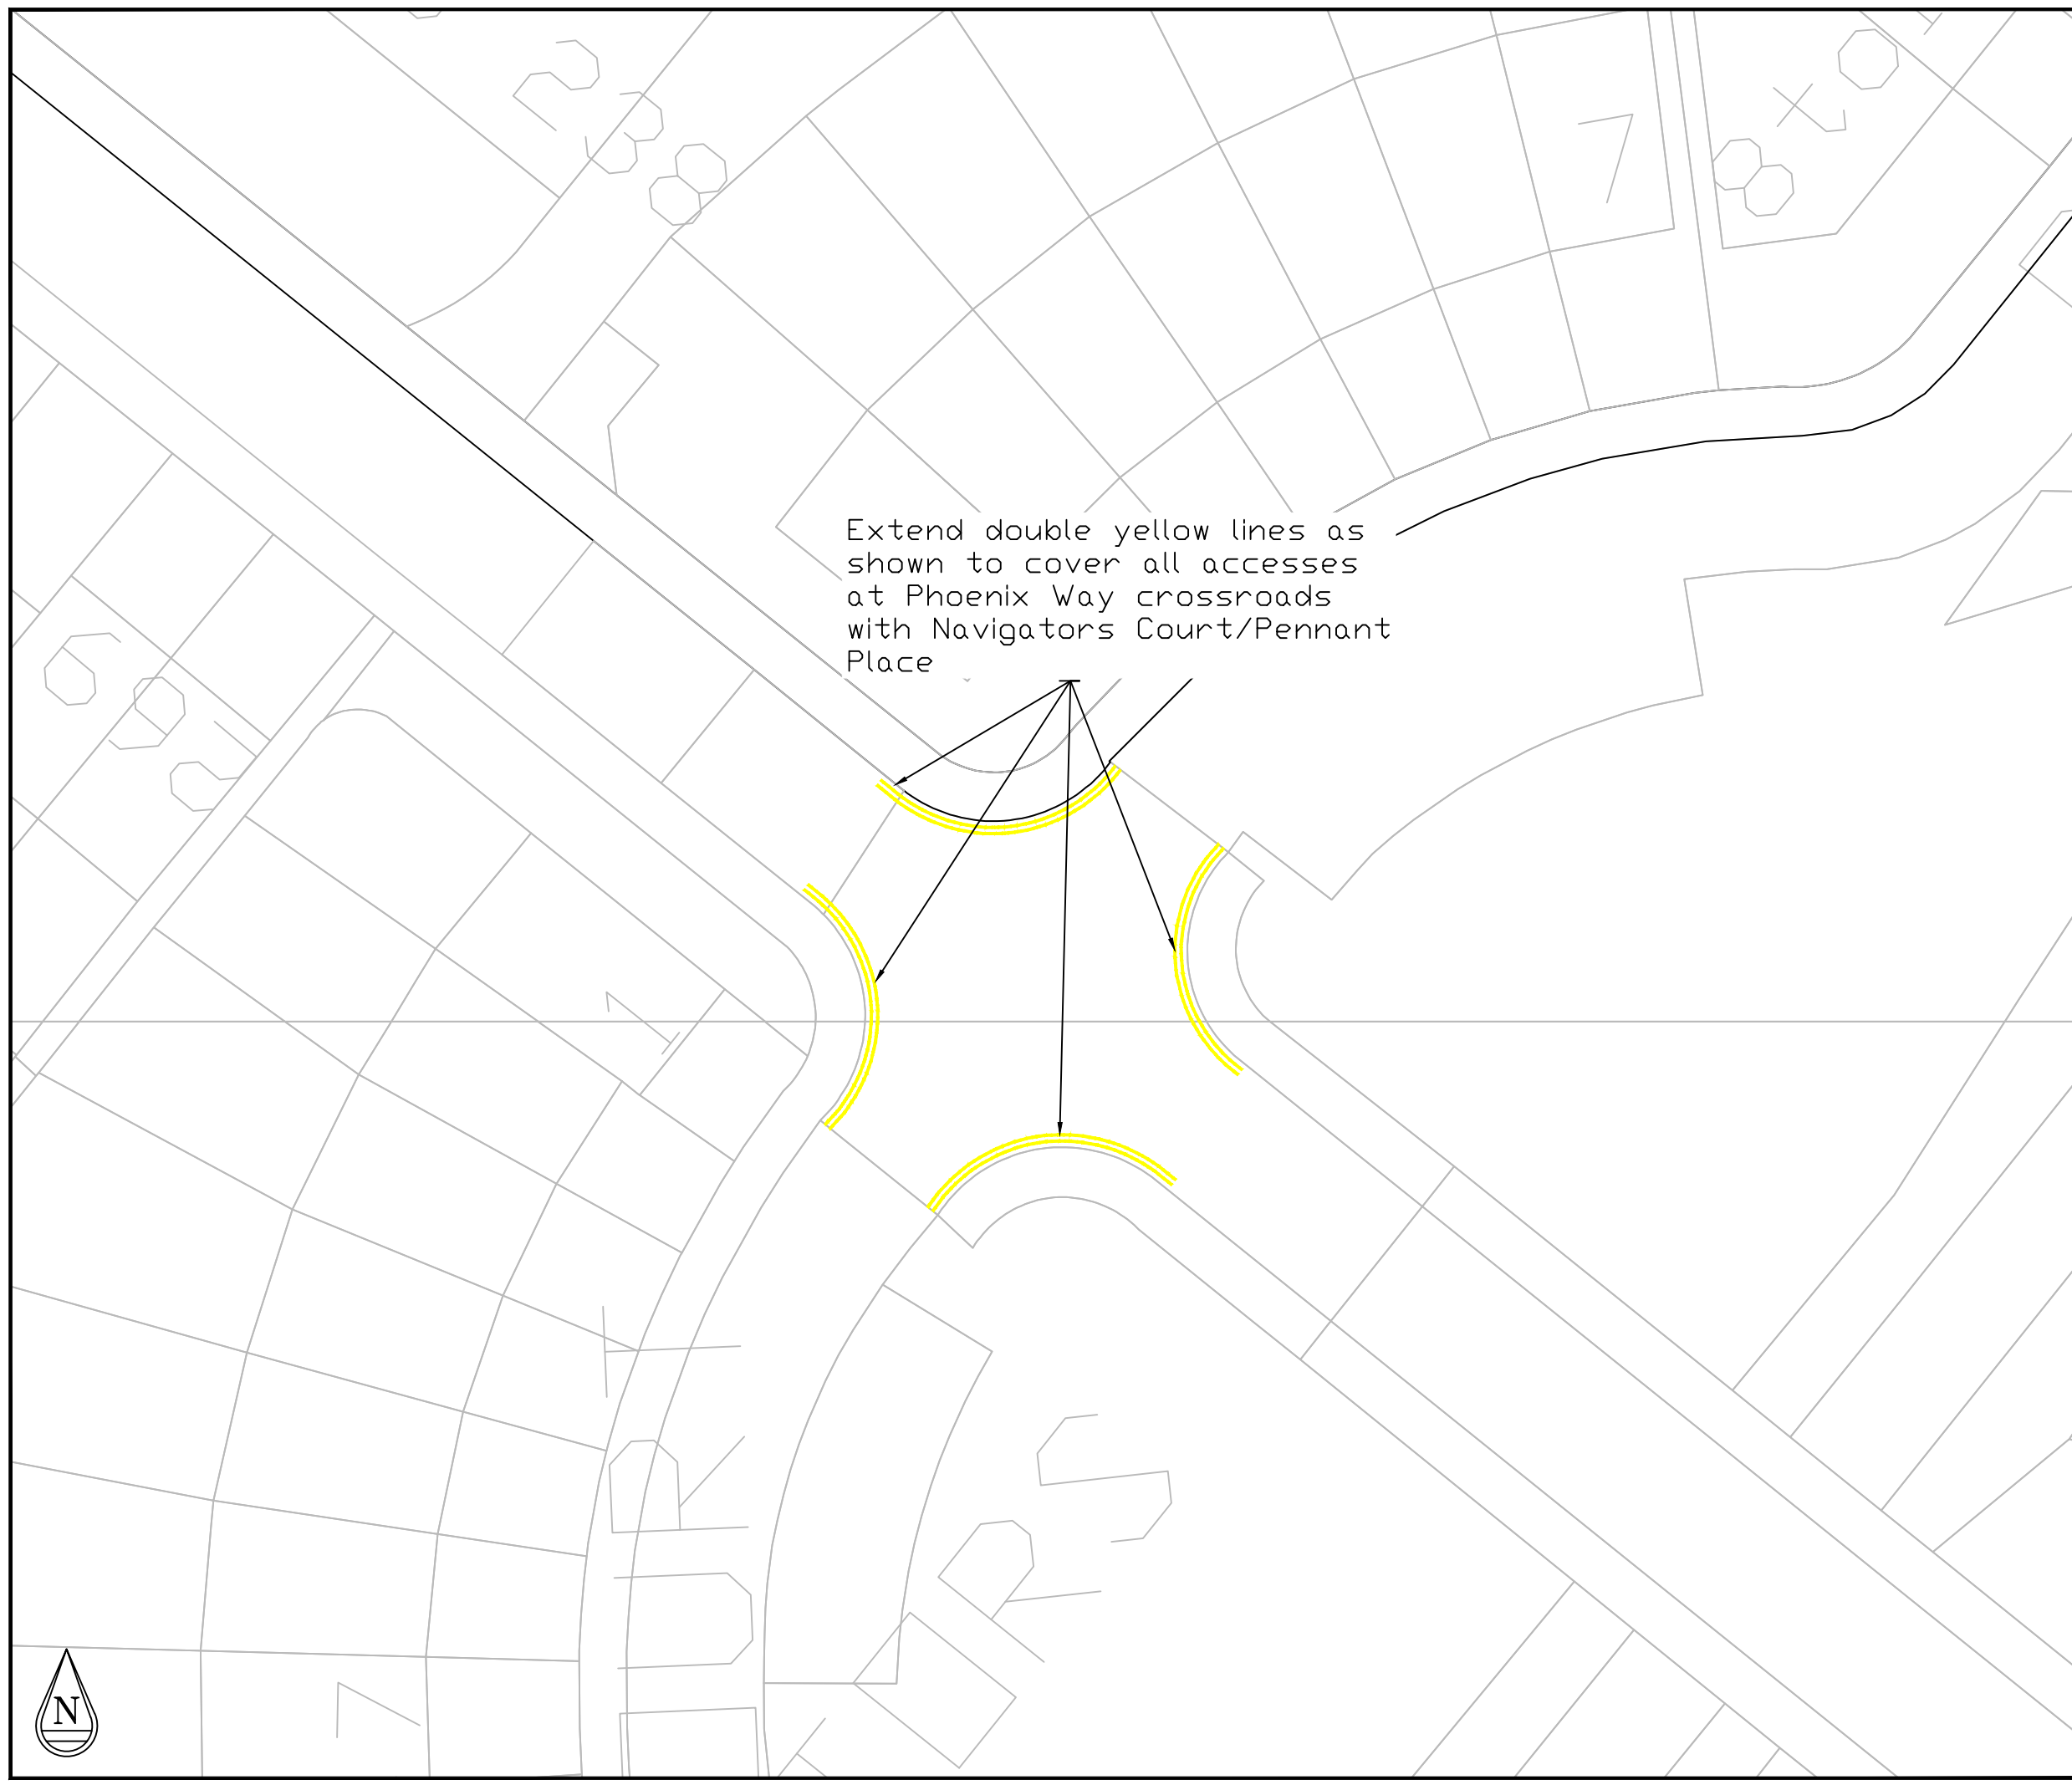 Extend double yellow lines as
shown to cover all accesses
at Phoenix Way crossroads
with Navigators Court/Pennant
Place
N